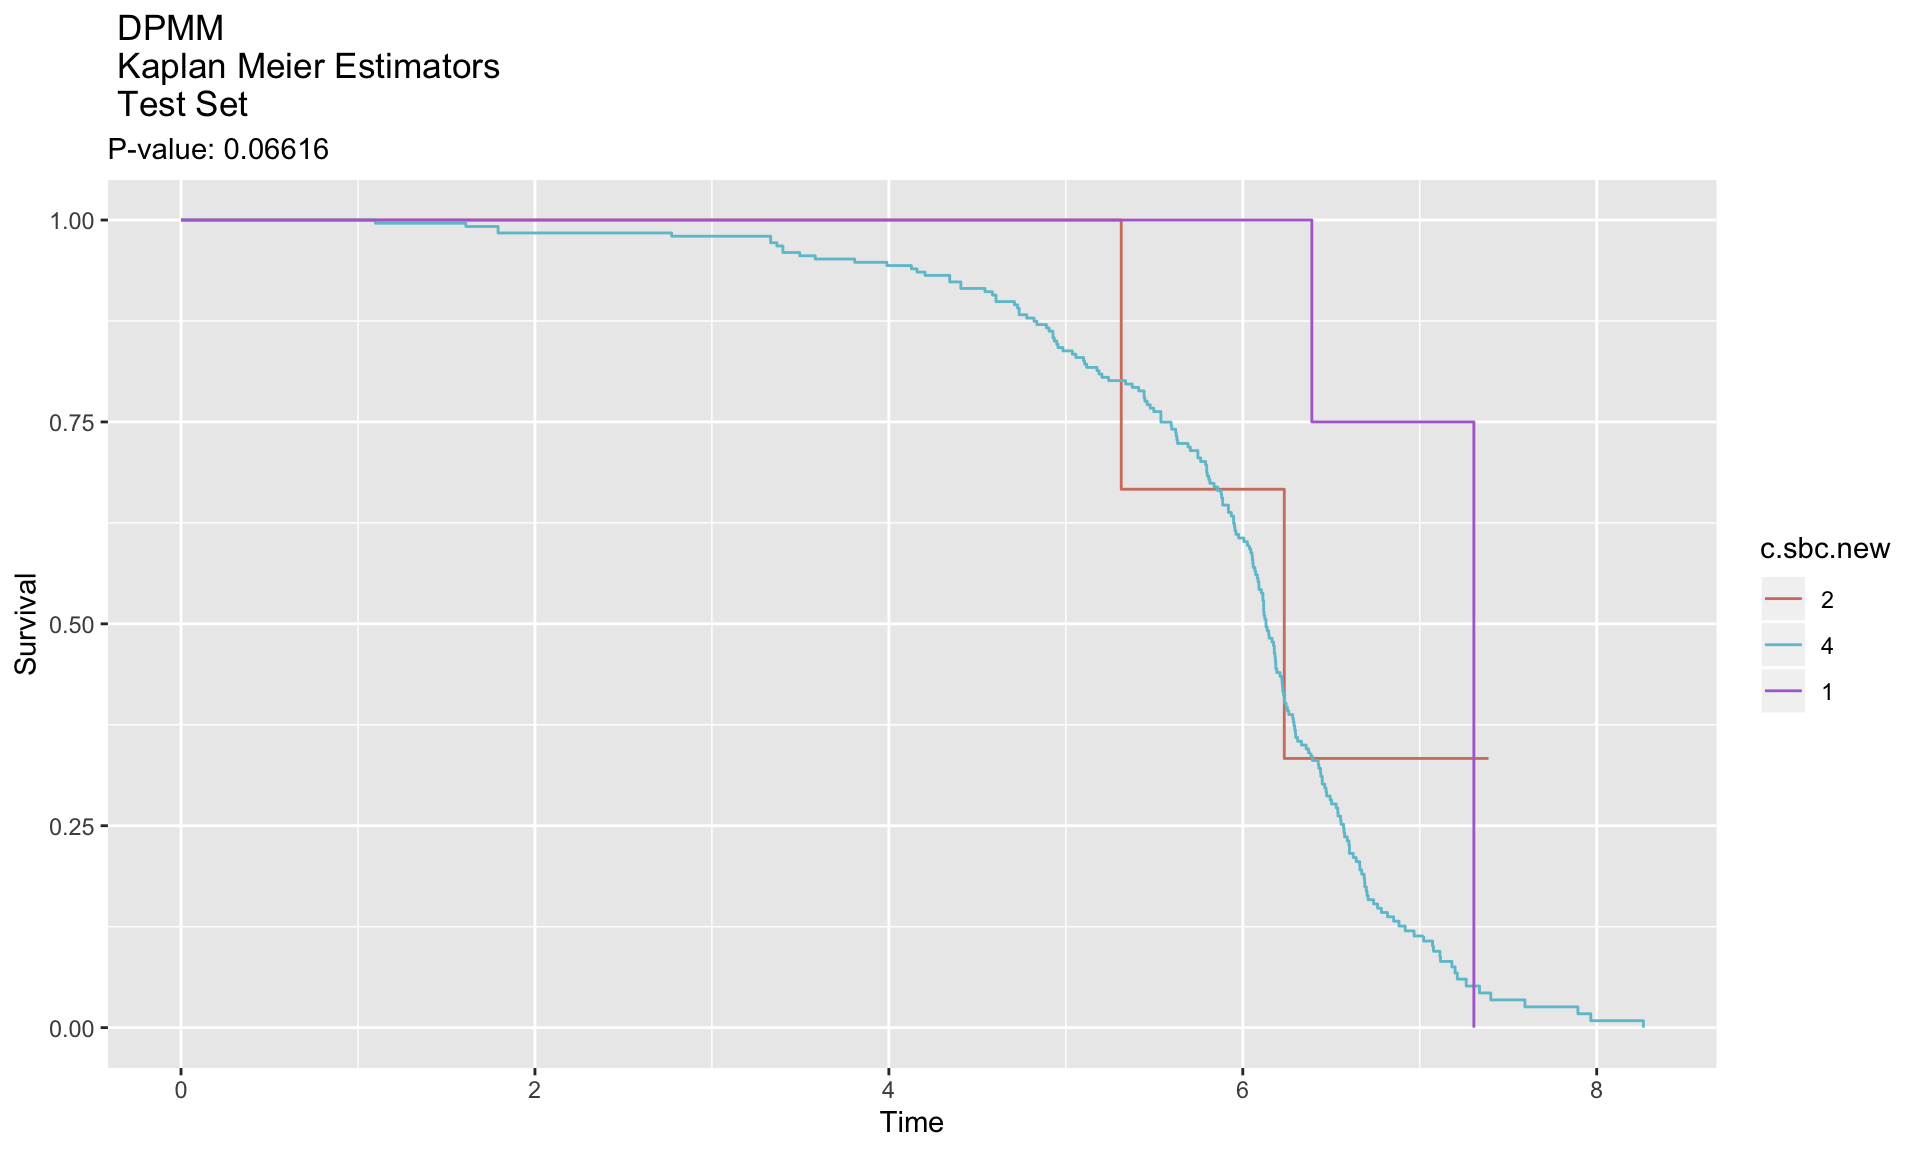 DPMM
Kaplan Meier Estimators
Test Set
P-value: 0.06616
1.00
0.75
0.50
0.25
0.00
Survival
0 2 4 6 8
Time
c.sbc.new
2
4
1